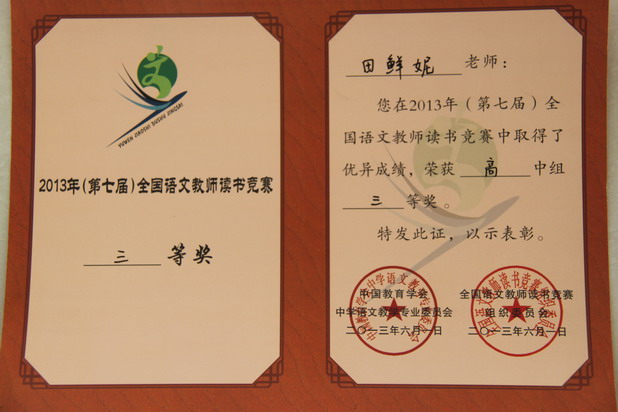 YUWEN JIAOSHI DUSHU JINGSAI
2013年(第七届)全国语文教师读书竞赛
三 等奖
田鲜妮 老师:
您在2013年(第七届)全
国语文教师读书竞赛中取得了
优异成绩,荣获 高 中组
三 等奖。
特发此证,以示表彰。
中国教育学会
中学语文教学专业委员会
二〇一三年六月一日
全国语文教师读书竞赛
组织委员会
二〇一三年六月一日